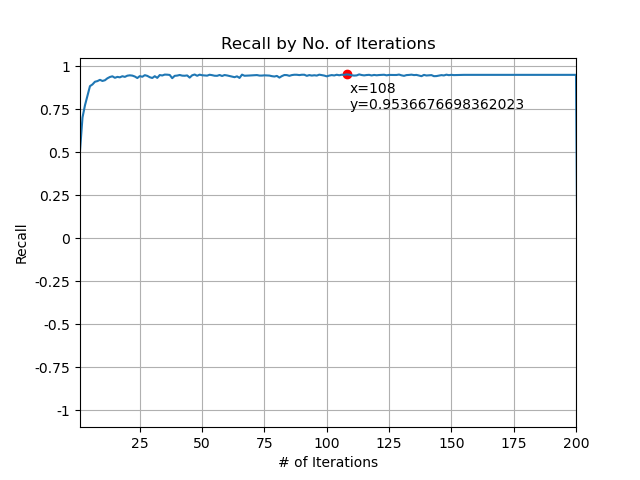 Recall by No. of Iterations
1
0.75
0.5
0.25
0
-0.25
-0.5
-0.75
-1
Recall
x=108
y=0.9536676698362023
25 50 75 100 125 150 175 200
# of Iterations